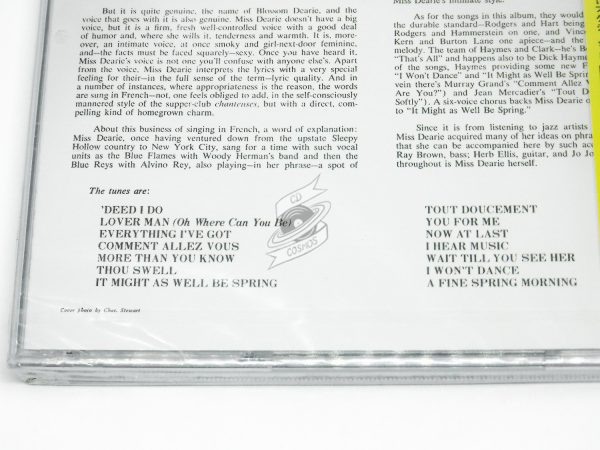 But it is quite genuine, the name of Blossom Dearie, and the
voice that goes with it is also genuine. Miss Dearie doesn't have a big
voice, but it is a firm, fresh well-controlled voice with a good deal
of humor and, where she wills it, tenderness and warmth. It is, more-
over, an intimate voice, at once smoky and girl-next-door feminine,
and—the facts must be faced squarely—sexy. Once you have heard it,
Miss Dearie's voice is not one you'll confuse with anyone else's. Apart
from the voice, Miss Dearie interprets the lyrics with a very special
feeling for their—in the full sense of the term—lyric quality. And in
a number of instances, where appropriateness is the reason, the words
are sung in French—not, one feels obliged to add, in the self-consciously
mannered style of the supper-club chanteuses, but with a direct, com-
pelling kind of homegrown charm.
About this business of singing in French, a word of explanation:
Miss Dearie, once having ventured down from the upstate Sleepy
Hollow country to New York City, sang for a time with such vocal
units as the Blue Flames with Woody Herman's band and then the
Blue Reys with Alvino Rey, also playing—in her phrase—a spot of
Miss Dearie's intimate style.
As for the songs in this album, they would
the durable standard—Rodgers and Hart being
Rodgers and Hammerstein on one, and Vincen
Kern and Burton Lane one apiece—and the
melody. The team of Haymes and Clark—he's B
"That's All" and happens also to be Dick Hayme
of the songs, Haymes providing some new F
"I Won't Dance" and "It Might as Well Be Sprin
vein there's Murray Grand's "Comment Allez V
Are You?") and Jean Mercadier's "Tout D
Softly"). A six-voice chorus backs Miss Dearie o
to "It Might as Well Be Spring."
Since it is from listening to jazz artists
Miss Dearie acquired many of her ideas on phra
that she can be accompanied here by such acc
Ray Brown, bass; Herb Ellis, guitar, and Jo Jo
throughout is Miss Dearie herself.
The tunes are:
'DEED I DO
LOVER MAN (Oh Where Can You Be)
EVERYTHING I'VE GOT
COMMENT ALLEZ VOUS
MORE THAN YOU KNOW
THOU SWELL
IT MIGHT AS WELL BE SPRING
TOUT DOUCEMENT
YOU FOR ME
NOW AT LAST
I HEAR MUSIC
WAIT TILL YOU SEE HER
I WON'T DANCE
A FINE SPRING MORNING
CD
COSMOS
Cover photo by Chas. Stewart